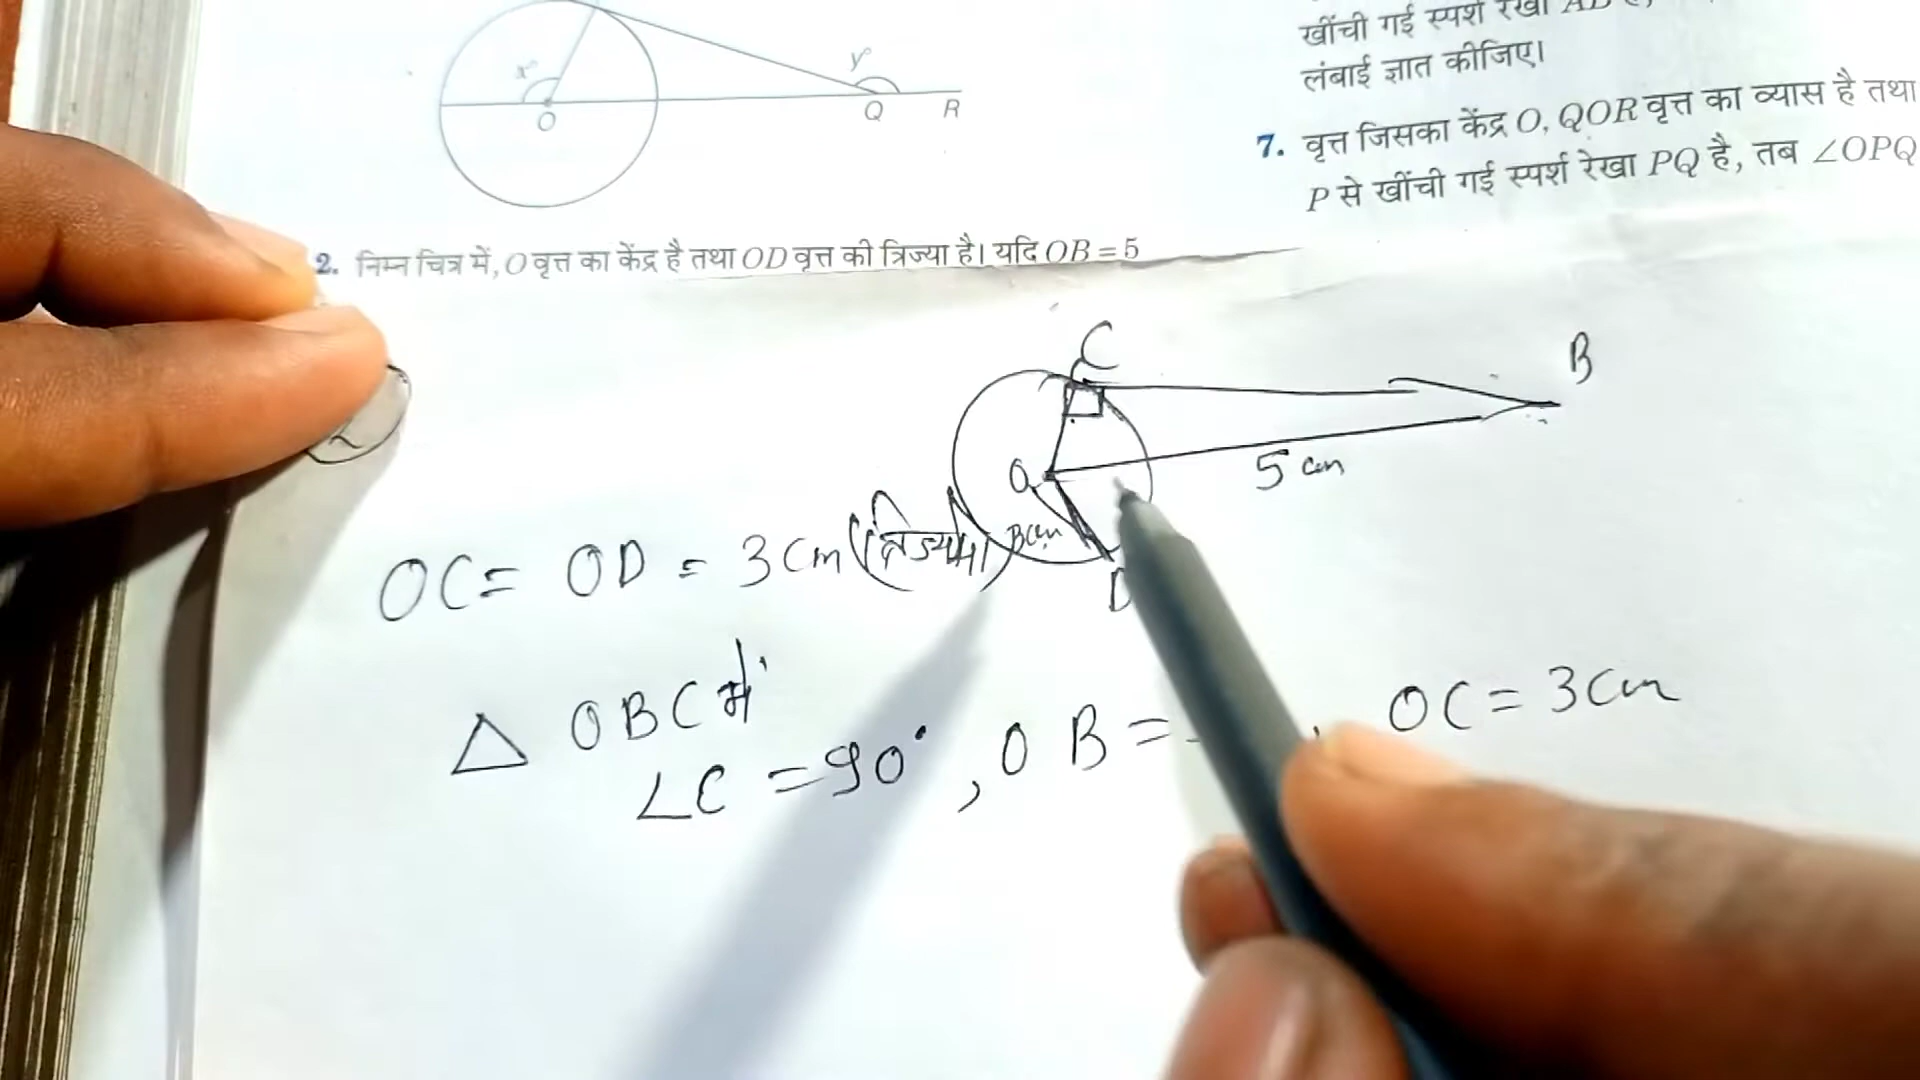 खींची गई स्पर्श रेखा
लंबाई ज्ञात कीजिए।
7. वृत्त जिसका केंद्र O, QOR वृत्त का व्यास है तथा
P से खींची गई स्पर्श रेखा PQ है, तब ∠OPQ
x° y°
O Q R
2. निम्न चित्र में, O वृत्त का केंद्र है तथा OD वृत्त की त्रिज्या है। यदि OB = 5
C B
O 5 cm
D
OC = OD = 3 cm
△ OBC में
∠C = 90°, OB = OC = 3 cm